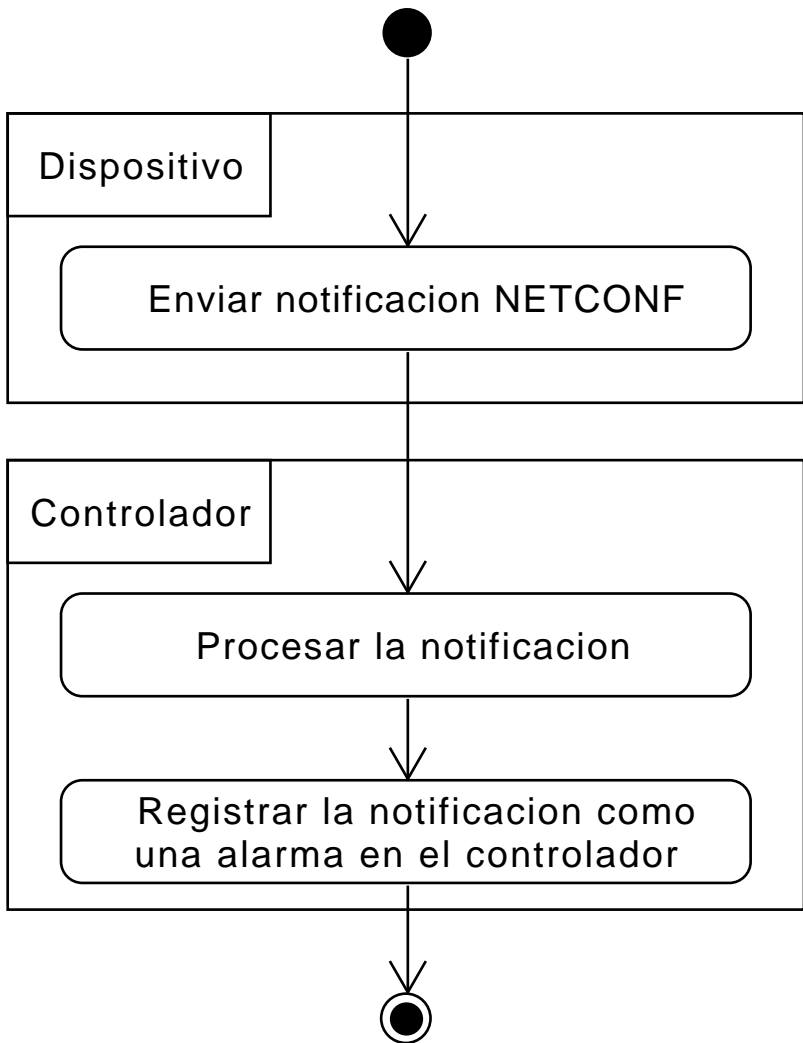 Dispositivo
Enviar notificacion NETCONF
Controlador
Procesar la notificacion
Registrar la notificacion como
una alarma en el controlador